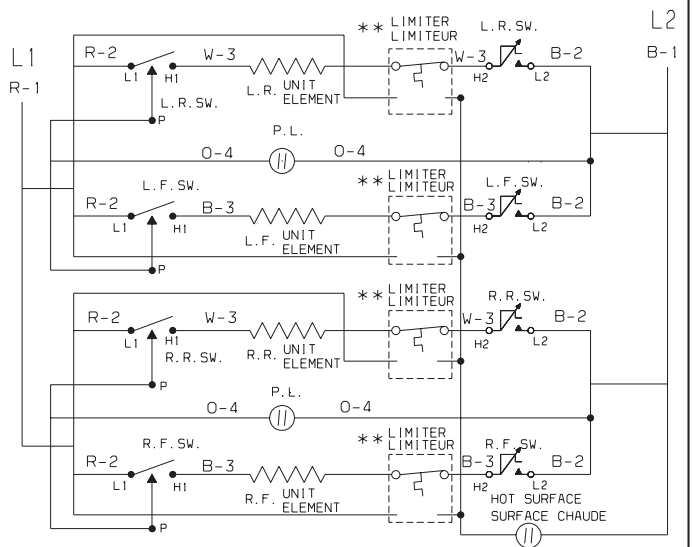 L1
R-1
L2
B-1
** LIMITER
LIMITEUR
L.R.SW.
R-2
L1
H1
W-3
L.R. UNIT
ELEMENT
W-3
H2
L2
B-2
L.R.SW.
P
P.L.
O-4
O-4
** LIMITER
LIMITEUR
L.F.SW.
L.F.SW.
R-2
L1
H1
B-3
L.F. UNIT
ELEMENT
B-3
H2
L2
B-2
P
** LIMITER
LIMITEUR
R.R.SW.
R-2
L1
H1
W-3
R.R. UNIT
ELEMENT
W-3
H2
L2
B-2
R.R.SW.
P
P.L.
O-4
O-4
** LIMITER
LIMITEUR
R.F.SW.
R.F.SW.
R-2
L1
H1
B-3
R.F. UNIT
ELEMENT
B-3
H2
L2
B-2
P
HOT SURFACE
SURFACE CHAUDE